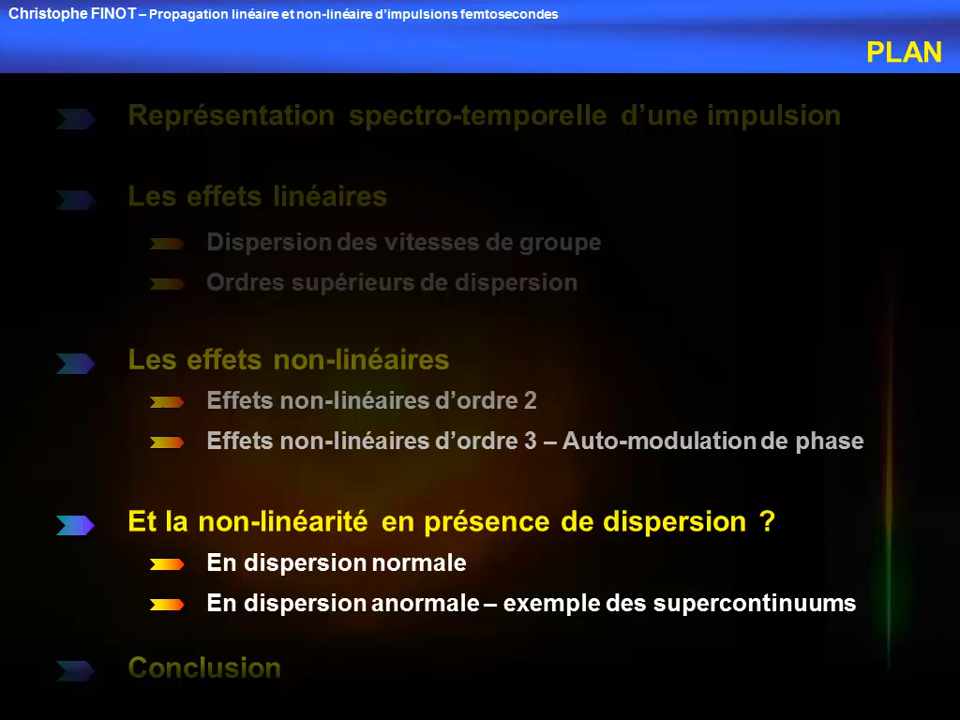 Christophe FINOT – Propagation linéaire et non-linéaire d’impulsions femtosecondes
PLAN
Représentation spectro-temporelle d’une impulsion
Les effets linéaires
Dispersion des vitesses de groupe
Ordres supérieurs de dispersion
Les effets non-linéaires
Effets non-linéaires d’ordre 2
Effets non-linéaires d’ordre 3 – Auto-modulation de phase
Et la non-linéarité en présence de dispersion ?
En dispersion normale
En dispersion anormale – exemple des supercontinuums
Conclusion